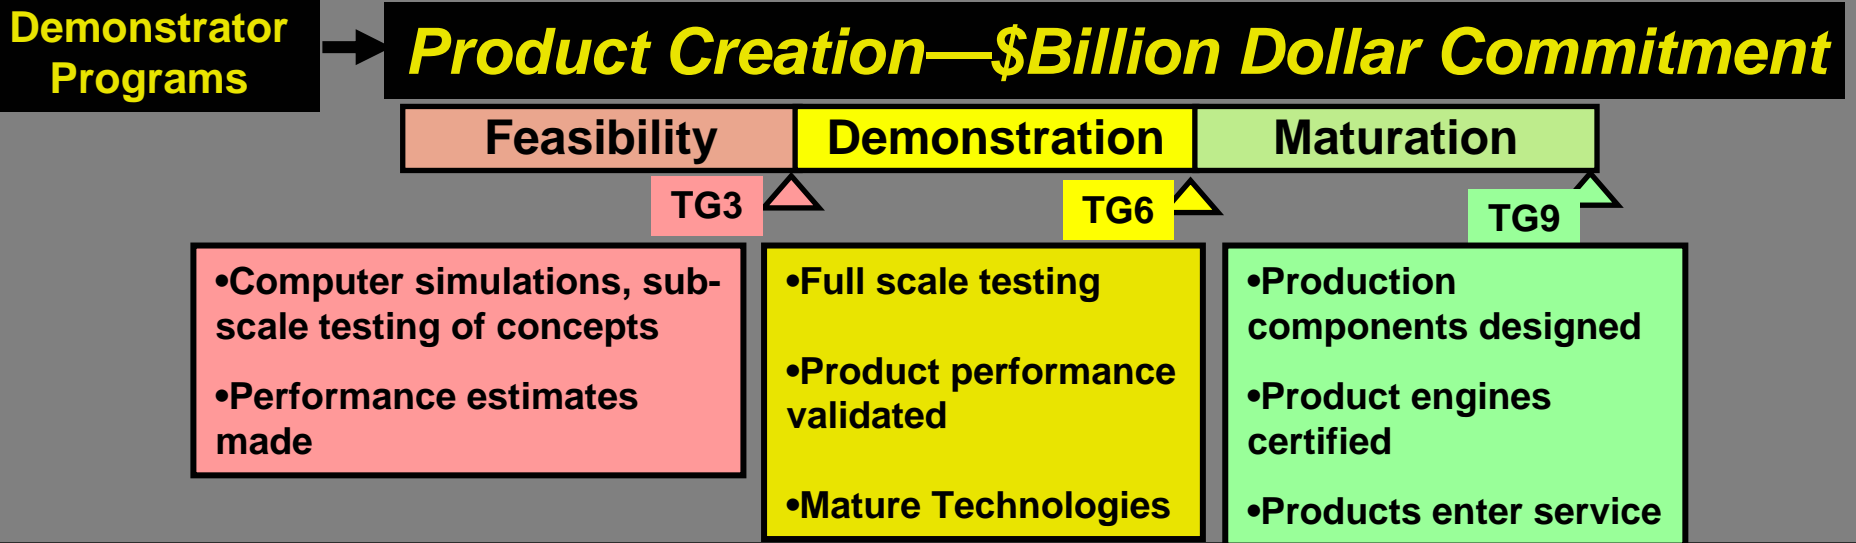 Demonstrator
Programs
Product Creation—$Billion Dollar Commitment
Feasibility
Demonstration
Maturation
TG3
TG6
TG9
•Computer simulations, sub-
scale testing of concepts
•Performance estimates
made
•Full scale testing
•Product performance
validated
•Mature Technologies
•Production
components designed
•Product engines
certified
•Products enter service